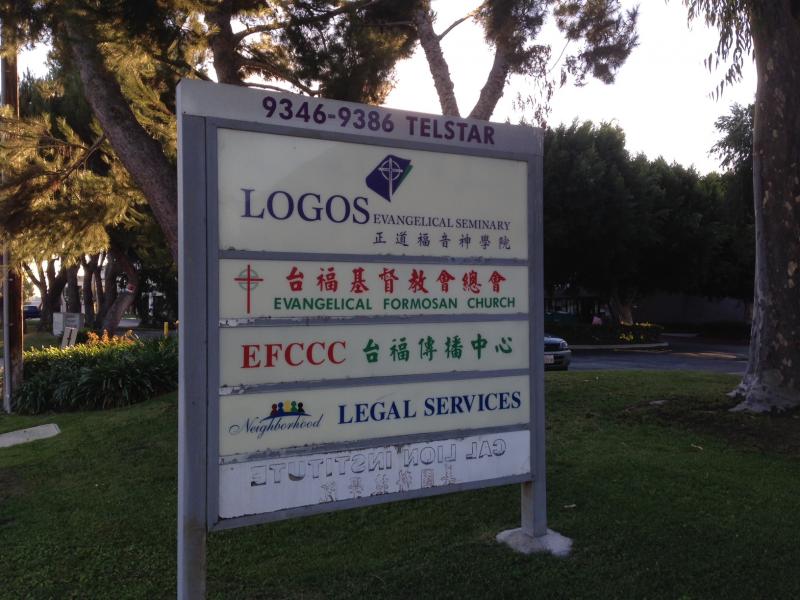 9346-9386 TELSTAR
LOGOS EVANGELICAL SEMINARY
正道福音神學院
台福基督教會總會
EVANGELICAL FORMOSAN CHURCH
EFCCC 台福傳播中心
Neighborhood LEGAL SERVICES
CAL LION INSTITUTE